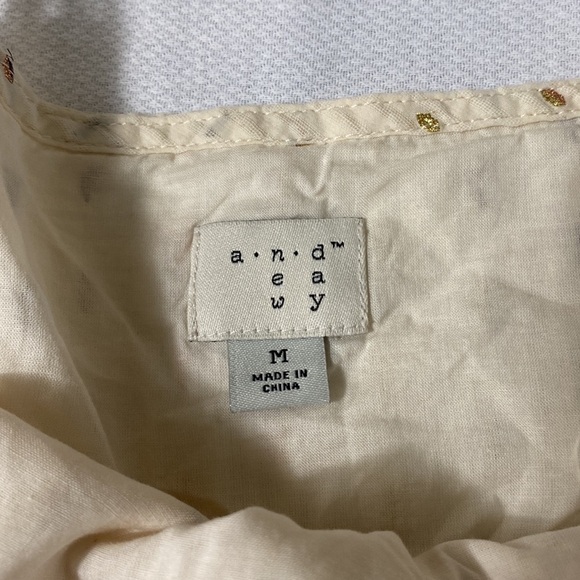 a · n · d™
e a
w y
M
MADE IN
CHINA